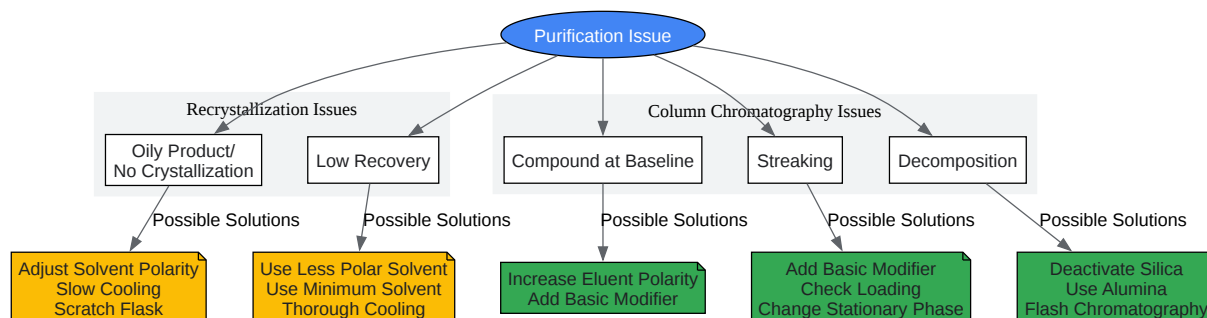 Purification Issue
Recrystallization Issues
Column Chromatography Issues
Oily Product/
No Crystallization
Low Recovery
Compound at Baseline
Streaking
Decomposition
Possible Solutions
Possible Solutions
Possible Solutions
Possible Solutions
Possible Solutions
Adjust Solvent Polarity
Slow Cooling
Scratch Flask
Use Less Polar Solvent
Use Minimum Solvent
Thorough Cooling
Increase Eluent Polarity
Add Basic Modifier
Add Basic Modifier
Check Loading
Change Stationary Phase
Deactivate Silica
Use Alumina
Flash Chromatography